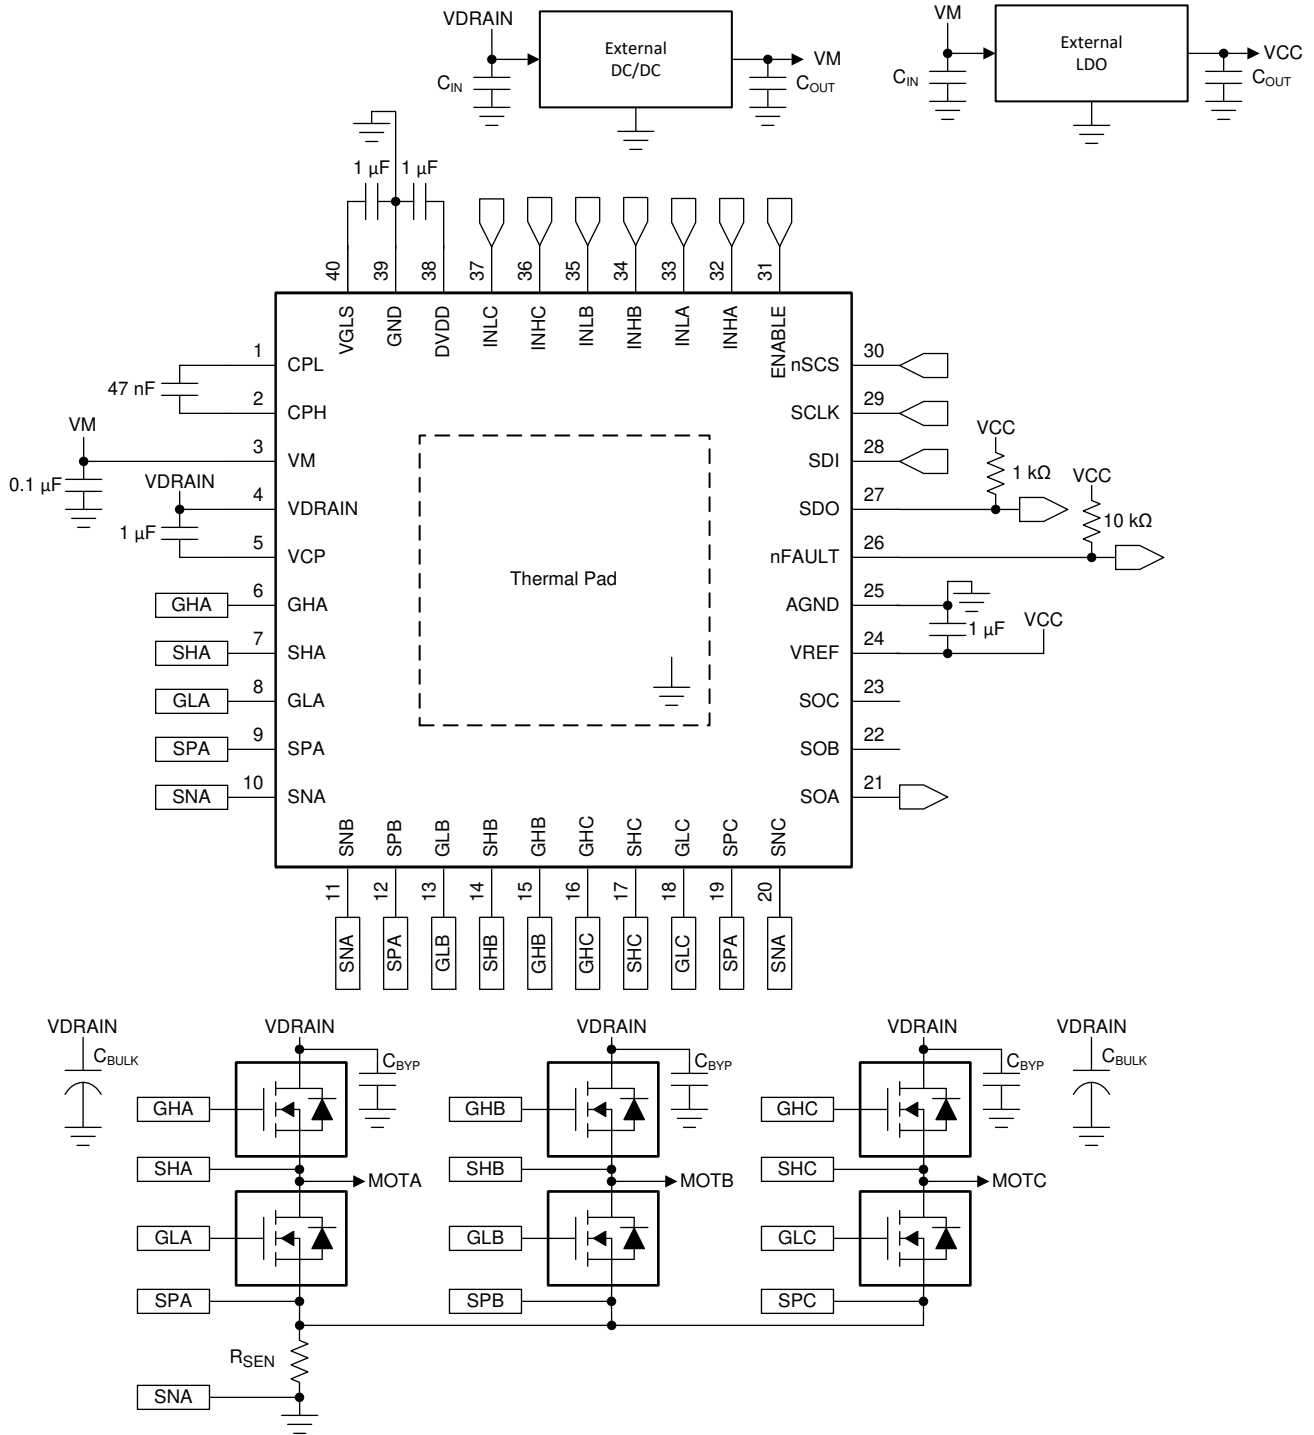 VDRAIN
External
DC/DC
VM
C_IN
C_OUT
VM
External
LDO
VCC
C_IN
C_OUT
1 µF 1 µF
40 39 38 37 36 35 34 33 32 31
VGLS GND DVDD INLC INHC INLB INHB INLA INHA ENABLE
47 nF
1 CPL
2 CPH
VM
3 VM
0.1 µF
VDRAIN
4 VDRAIN
1 µF
5 VCP
GHA 6 GHA
SHA 7 SHA
GLA 8 GLA
SPA 9 SPA
SNA 10 SNA
Thermal Pad
nSCS 30
SCLK 29
SDI 28
VCC
1 kΩ
SDO 27
VCC
10 kΩ
nFAULT 26
AGND 25
1 µF
VCC
VREF 24
SOC 23
SOB 22
SOA 21
SNB SPB GLB SHB GHB GHC SHC GLC SPC SNC
11 12 13 14 15 16 17 18 19 20
SNA SPA GLB SHB GHB GHC SHC GLC SPA SNA
VDRAIN
C_BULK
VDRAIN
C_BYP
GHA
SHA
MOTA
GLA
SPA
R_SEN
SNA
VDRAIN
C_BYP
GHB
SHB
MOTB
GLB
SPB
VDRAIN
C_BYP
GHC
SHC
MOTC
GLC
SPC
VDRAIN
C_BULK